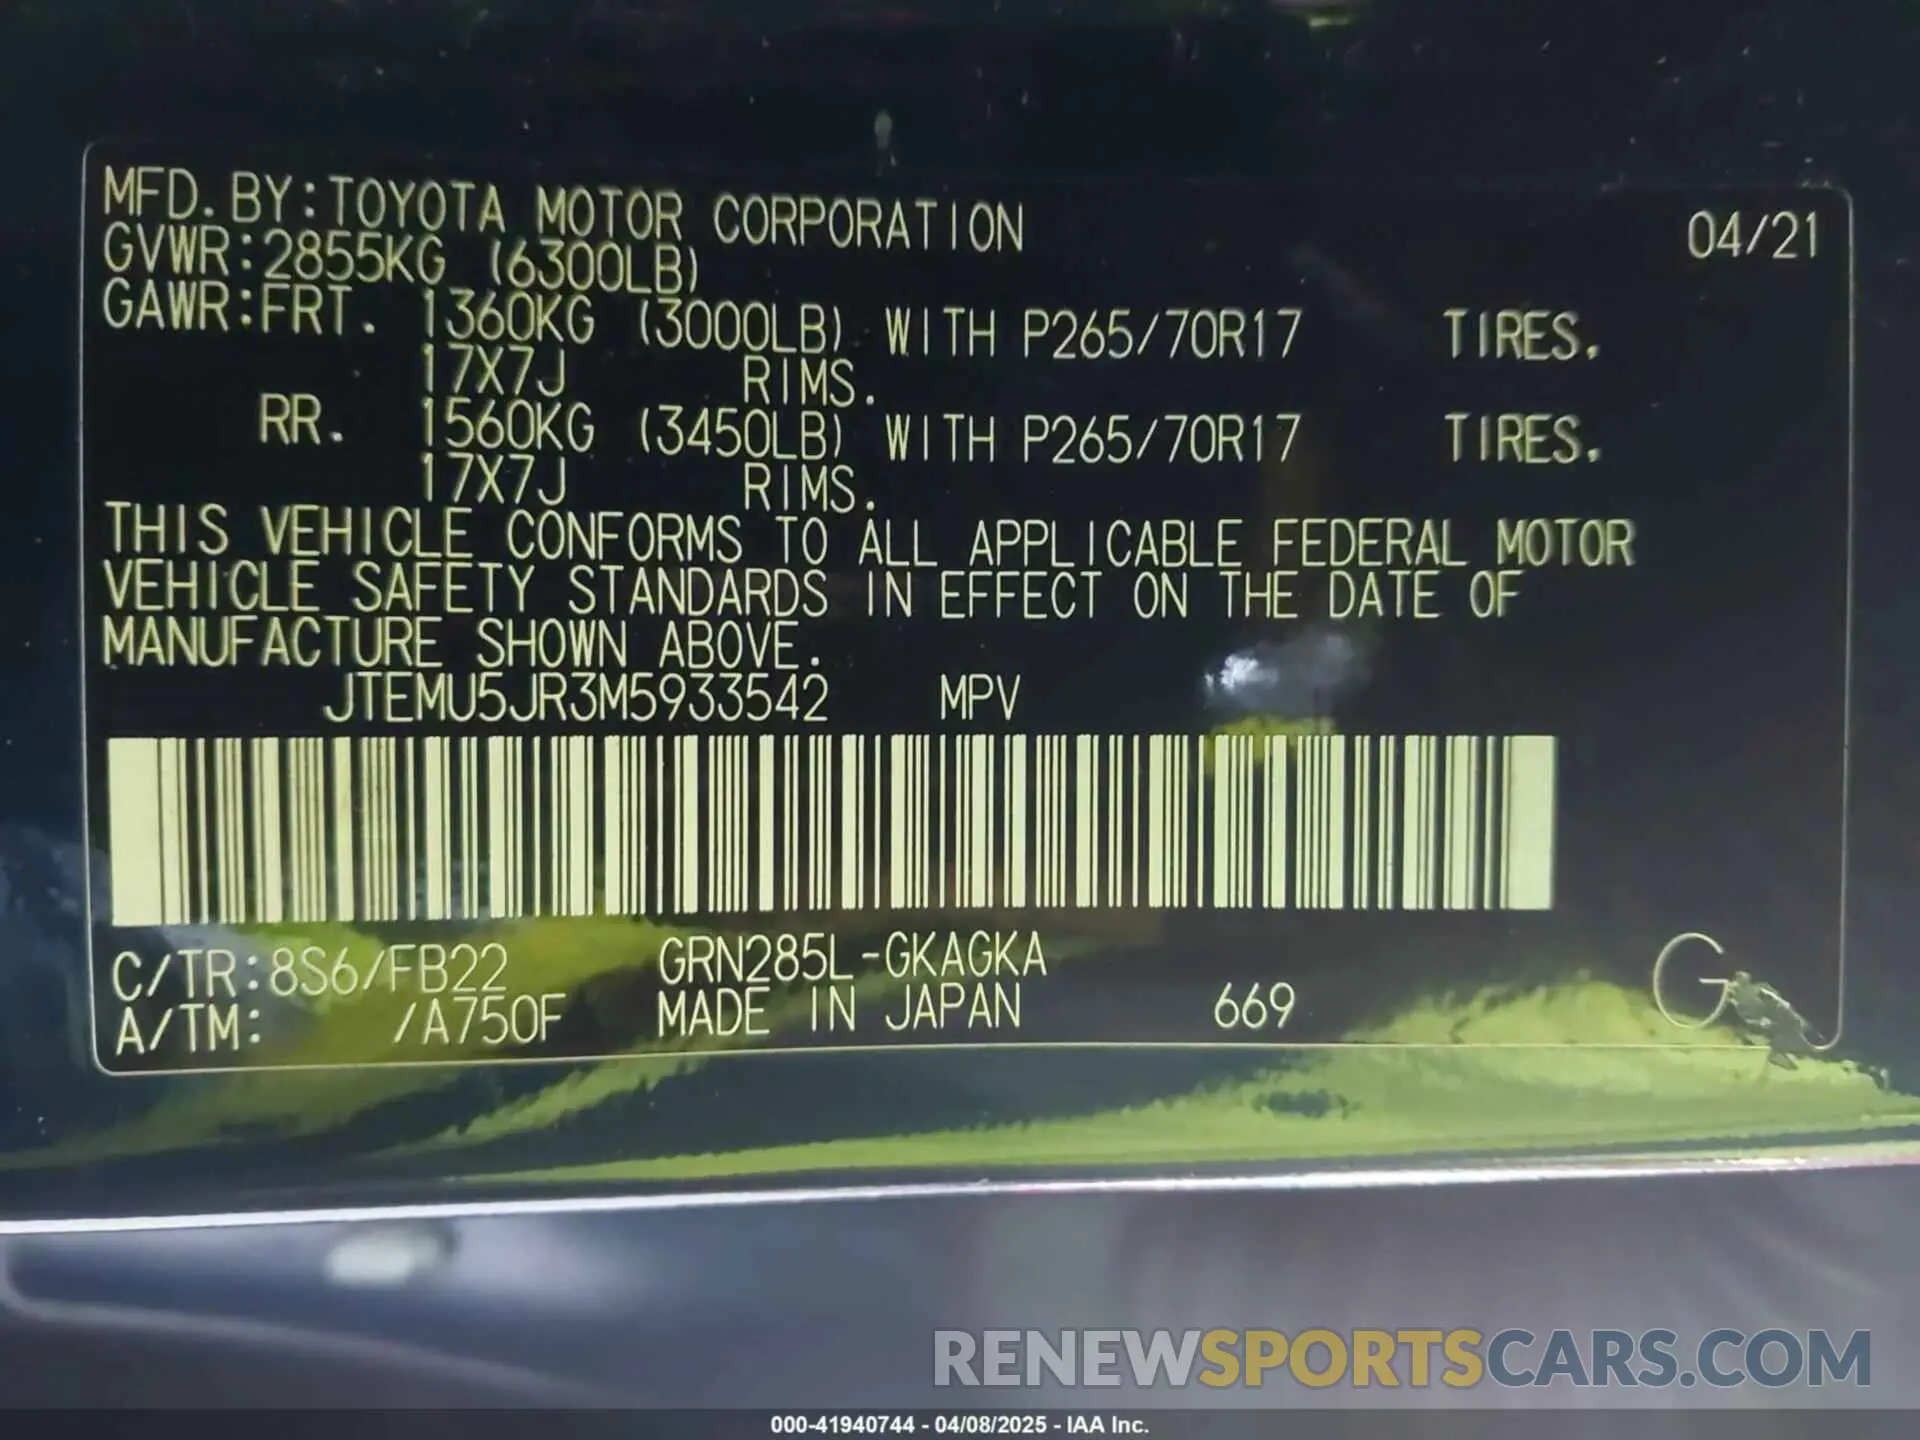 MFD. BY:TOYOTA MOTOR CORPORATION 04/21
GVWR:2855KG (6300LB)
GAWR:FRT. 1360KG (3000LB) WITH P265/70R17 TIRES.
17X7J RIMS.
RR. 1560KG (3450LB) WITH P265/70R17 TIRES.
17X7J RIMS.
THIS VEHICLE CONFORMS TO ALL APPLICABLE FEDERAL MOTOR
VEHICLE SAFETY STANDARDS IN EFFECT ON THE DATE OF
MANUFACTURE SHOWN ABOVE.
JTEMU5JR3M5933542 MPV
C/TR:8S6/FB22 GRN285L-GKAGKA
A/TM: /A750F MADE IN JAPAN 669 G
RENEWSPORTSCARS.COM
000-41940744 - 04/08/2025 - IAA Inc.